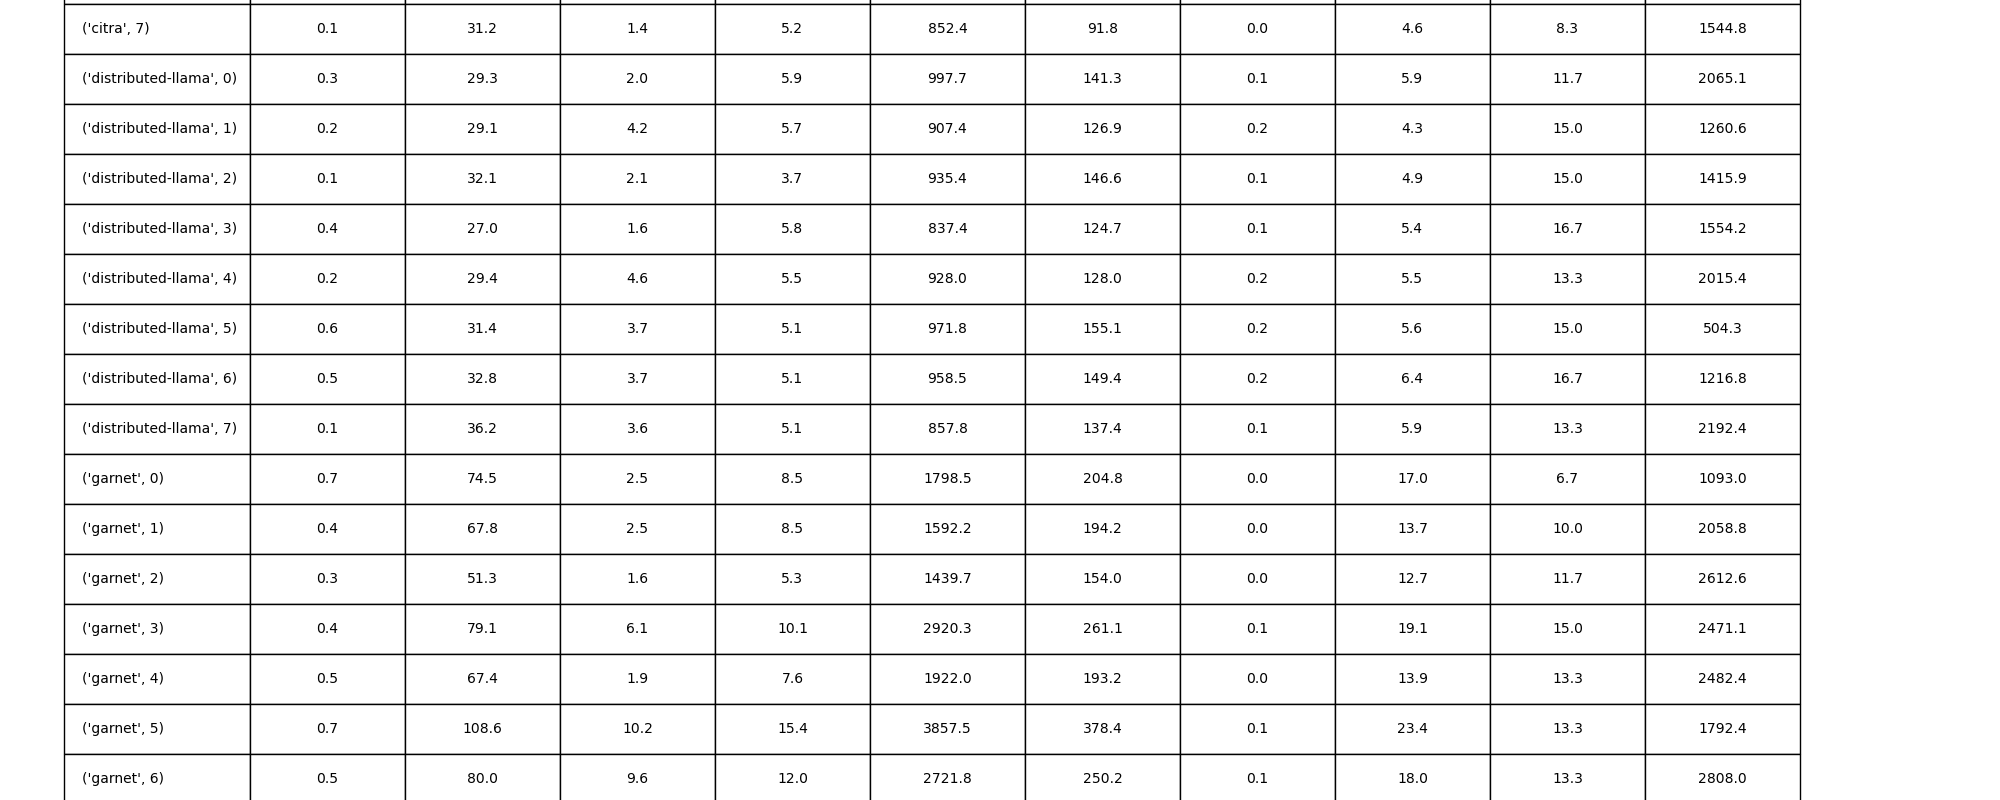 ('citra', 7) 0.1 31.2 1.4 5.2 852.4 91.8 0.0 4.6 8.3 1544.8
('distributed-llama', 0) 0.3 29.3 2.0 5.9 997.7 141.3 0.1 5.9 11.7 2065.1
('distributed-llama', 1) 0.2 29.1 4.2 5.7 907.4 126.9 0.2 4.3 15.0 1260.6
('distributed-llama', 2) 0.1 32.1 2.1 3.7 935.4 146.6 0.1 4.9 15.0 1415.9
('distributed-llama', 3) 0.4 27.0 1.6 5.8 837.4 124.7 0.1 5.4 16.7 1554.2
('distributed-llama', 4) 0.2 29.4 4.6 5.5 928.0 128.0 0.2 5.5 13.3 2015.4
('distributed-llama', 5) 0.6 31.4 3.7 5.1 971.8 155.1 0.2 5.6 15.0 504.3
('distributed-llama', 6) 0.5 32.8 3.7 5.1 958.5 149.4 0.2 6.4 16.7 1216.8
('distributed-llama', 7) 0.1 36.2 3.6 5.1 857.8 137.4 0.1 5.9 13.3 2192.4
('garnet', 0) 0.7 74.5 2.5 8.5 1798.5 204.8 0.0 17.0 6.7 1093.0
('garnet', 1) 0.4 67.8 2.5 8.5 1592.2 194.2 0.0 13.7 10.0 2058.8
('garnet', 2) 0.3 51.3 1.6 5.3 1439.7 154.0 0.0 12.7 11.7 2612.6
('garnet', 3) 0.4 79.1 6.1 10.1 2920.3 261.1 0.1 19.1 15.0 2471.1
('garnet', 4) 0.5 67.4 1.9 7.6 1922.0 193.2 0.0 13.9 13.3 2482.4
('garnet', 5) 0.7 108.6 10.2 15.4 3857.5 378.4 0.1 23.4 13.3 1792.4
('garnet', 6) 0.5 80.0 9.6 12.0 2721.8 250.2 0.1 18.0 13.3 2808.0